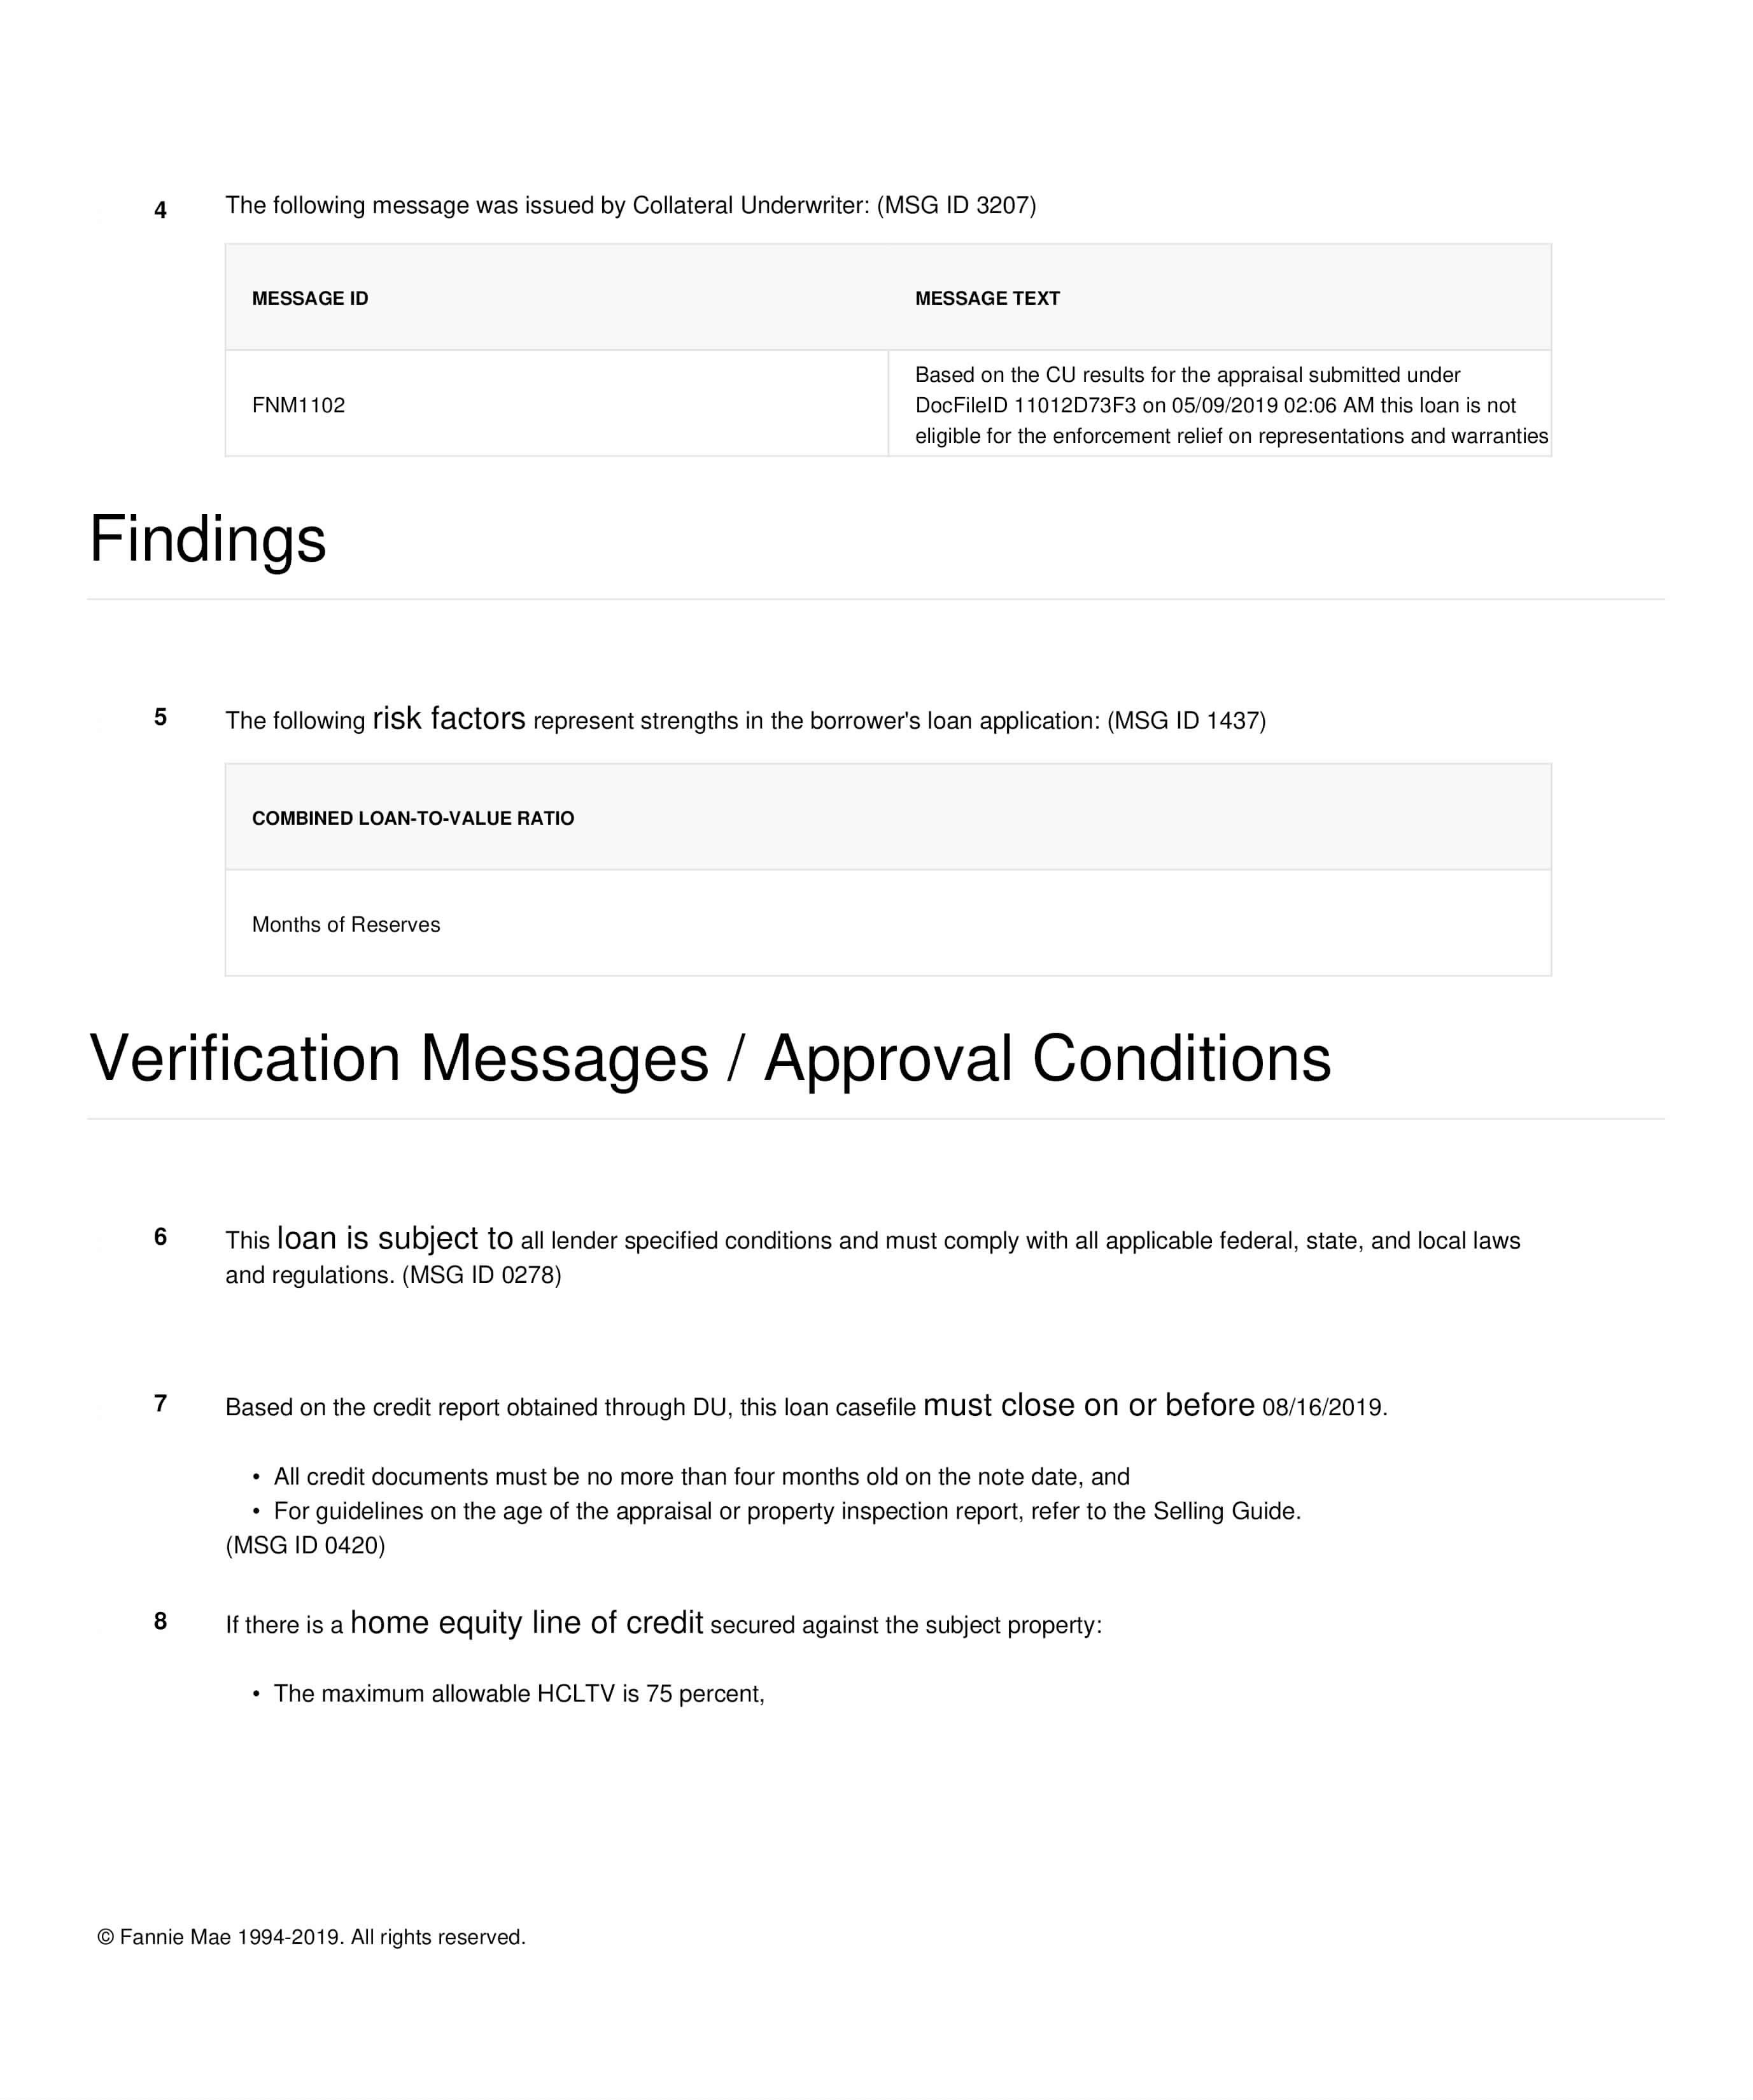 4 The following message was issued by Collateral Underwriter: (MSG ID 3207)
MESSAGE ID MESSAGE TEXT
FNM1102
Based on the CU results for the appraisal submitted under
DocFileID 11012D73F3 on 05/09/2019 02:06 AM this loan is not
eligible for the enforcement relief on representations and warranties
Findings
5 The following risk factors represent strengths in the borrower's loan application: (MSG ID 1437)
COMBINED LOAN-TO-VALUE RATIO
Months of Reserves
Verification Messages / Approval Conditions
6 This loan is subject to all lender specified conditions and must comply with all applicable federal, state, and local laws
and regulations. (MSG ID 0278)
7 Based on the credit report obtained through DU, this loan casefile must close on or before 08/16/2019.
• All credit documents must be no more than four months old on the note date, and
• For guidelines on the age of the appraisal or property inspection report, refer to the Selling Guide.
(MSG ID 0420)
8 If there is a home equity line of credit secured against the subject property:
• The maximum allowable HCLTV is 75 percent,
© Fannie Mae 1994-2019. All rights reserved.